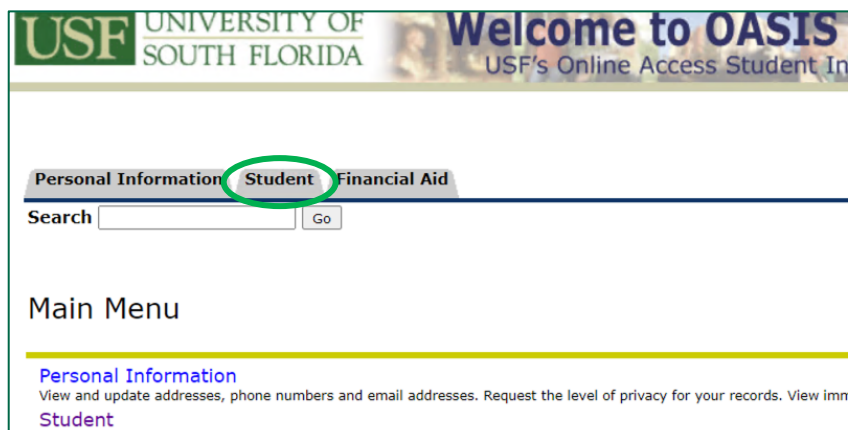 USF UNIVERSITY OF
SOUTH FLORIDA
Welcome to OASIS
USF's Online Access Student In
Personal Information Student Financial Aid
Search Go
Main Menu
Personal Information
View and update addresses, phone numbers and email addresses. Request the level of privacy for your records. View imm
Student